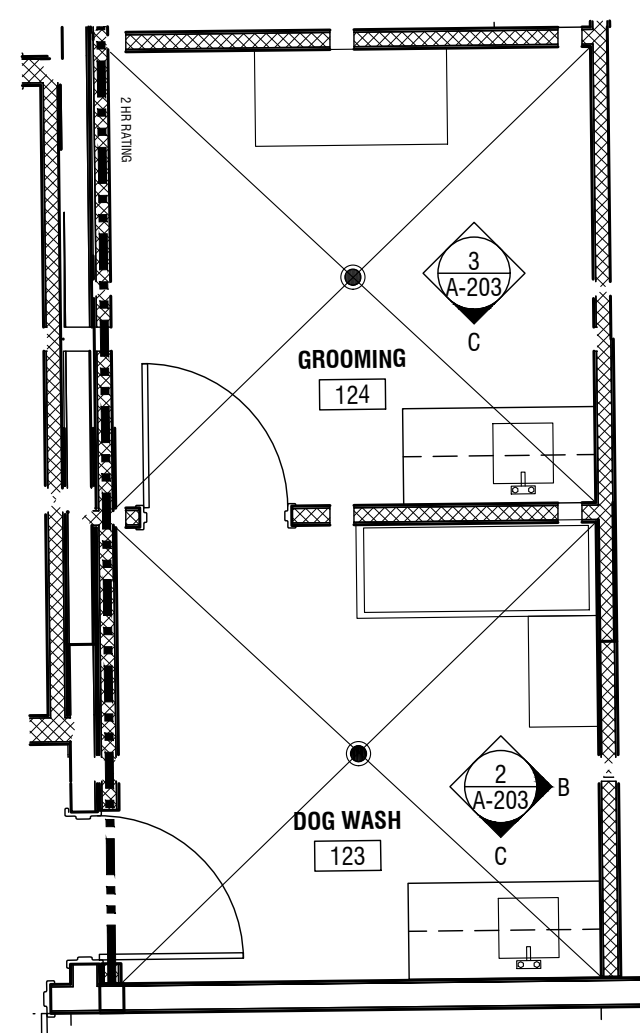 2 HR RATING
3
A-203
C
GROOMING
124
2
A-203
B
C
DOG WASH
123